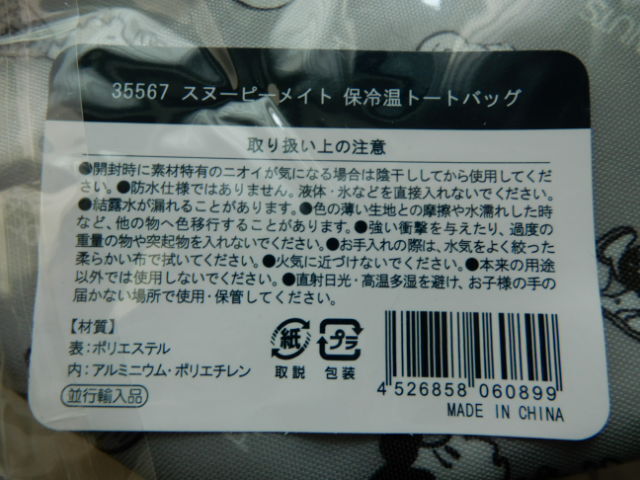 35567 スヌーピーメイト 保冷温トートバッグ
取り扱い上の注意
●開封時に素材特有のニオイが気になる場合は陰干ししてから使用してくだ
さい。●防水仕様ではありません。液体・氷などを直接入れないでください。
●結露水が漏れることがあります。●色の薄い生地との摩擦や水濡れした時
など、他の物へ色移行することがあります。●強い衝撃を与えたり、過度の
重量の物や突起物を入れないでください。●お手入れの際は、水気をよく絞った
柔らかい布で拭いてください。●火気に近づけないでください。●本来の用途
以外では使用しないでください。●直射日光・高温多湿を避け、お子様の手の
届かない場所で使用・保管してください。
【材質】
表:ポリエステル
内:アルミニウム・ポリエチレン
並行輸入品
紙
取説
プラ
包装
4 526858 060899
MADE IN CHINA